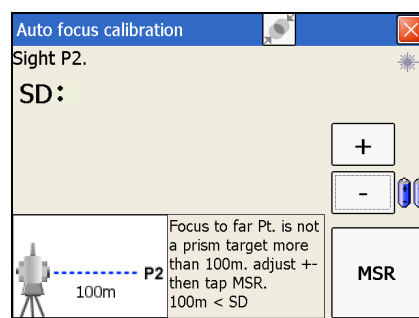 Auto focus calibration
Sight P2.
SD:
+
-
Focus to far Pt. is not
a prism target more
than 100m. adjust +-
then tap MSR.
100m < SD
P2
100m
MSR